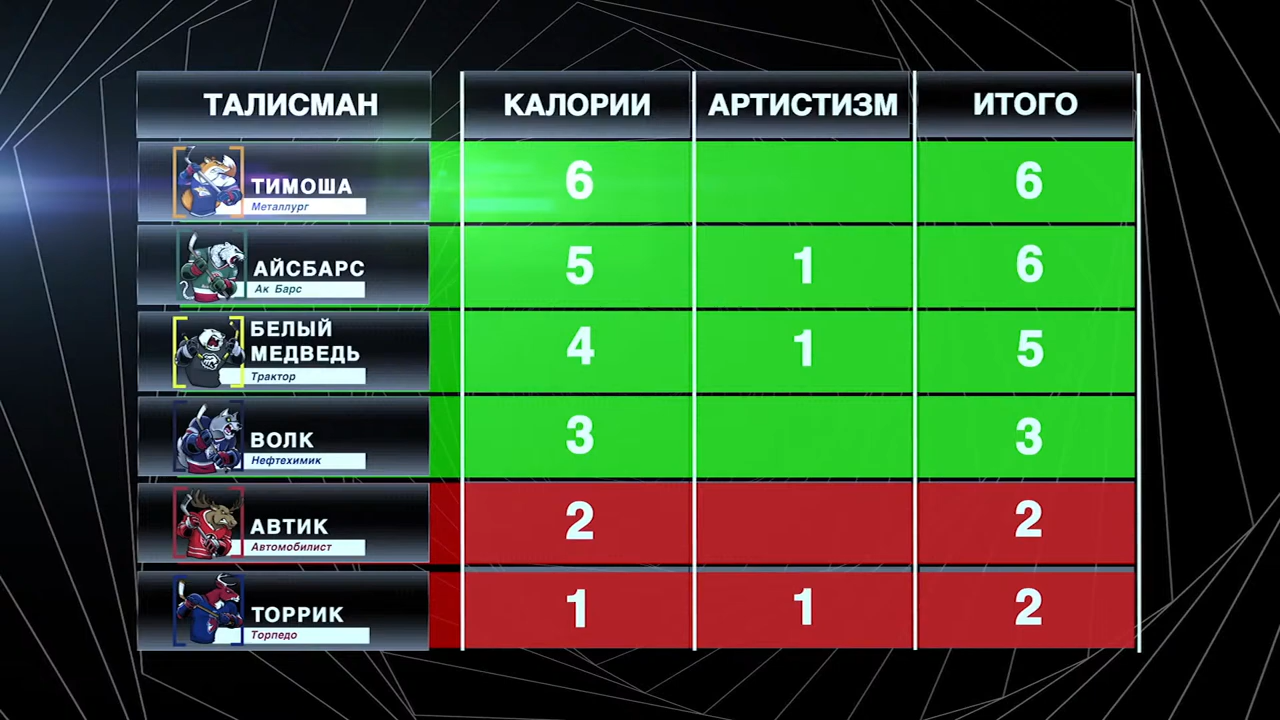 ТАЛИСМАН КАЛОРИИ АРТИСТИЗМ ИТОГО
ТИМОША 6 6
Металлург
АЙСБАРС 5 1 6
Ак Барс
БЕЛЫЙ
МЕДВЕДЬ 4 1 5
Трактор
ВОЛК 3 3
Нефтехимик
АВТИК 2 2
Автомобилист
ТОРРИК 1 1 2
Торпедо